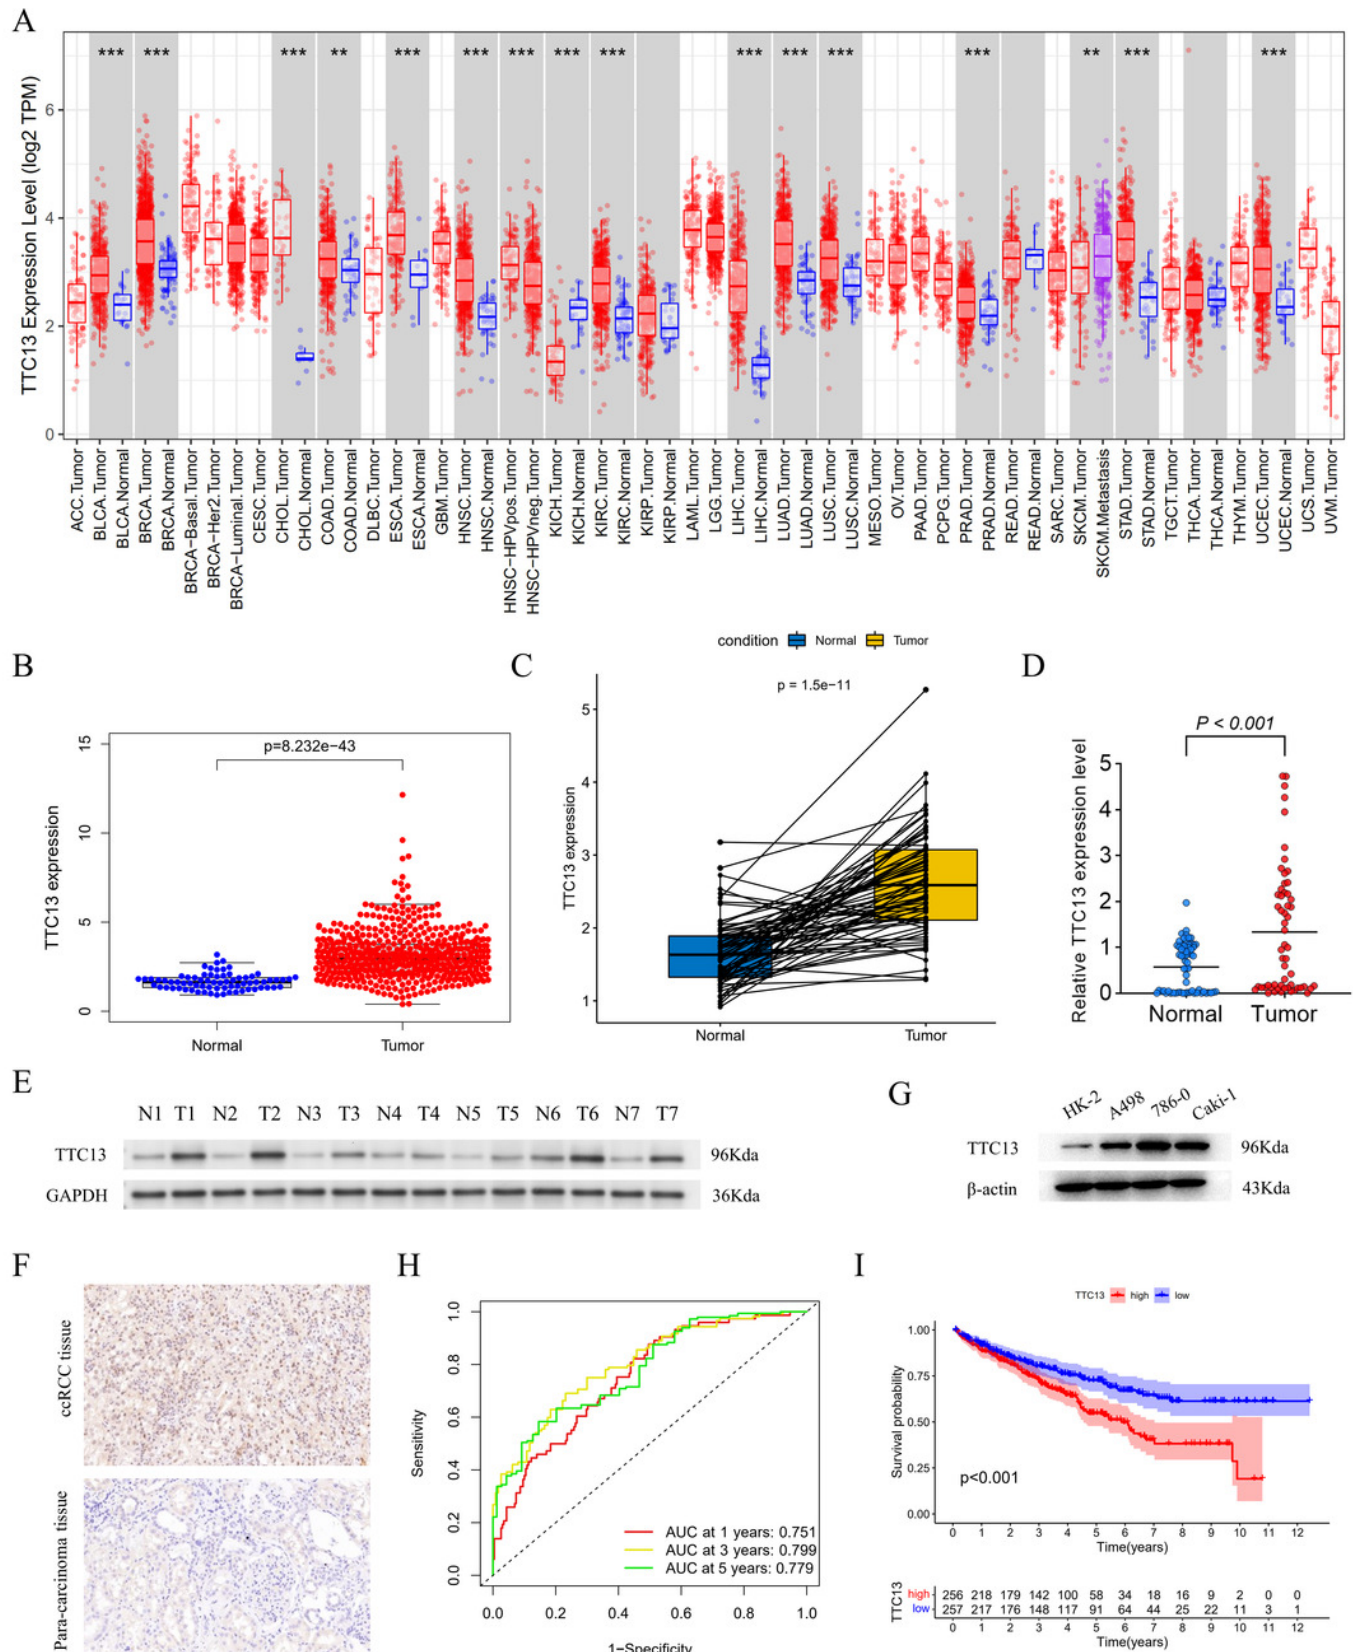 A
*** *** *** ** *** *** *** *** *** *** *** *** *** ** *** ***
TTC13 Expression Level (log2 TPM)
6
4
2
0
ACC.Tumor
BLCA.Tumor
BLCA.Normal
BRCA.Tumor
BRCA.Normal
BRCA−Basal.Tumor
BRCA−Her2.Tumor
BRCA−Luminal.Tumor
CESC.Tumor
CHOL.Tumor
CHOL.Normal
COAD.Tumor
COAD.Normal
DLBC.Tumor
ESCA.Tumor
ESCA.Normal
GBM.Tumor
HNSC.Tumor
HNSC.Normal
HNSC−HPVpos.Tumor
HNSC−HPVneg.Tumor
KICH.Tumor
KICH.Normal
KIRC.Tumor
KIRC.Normal
KIRP.Tumor
KIRP.Normal
LAML.Tumor
LGG.Tumor
LIHC.Tumor
LIHC.Normal
LUAD.Tumor
LUAD.Normal
LUSC.Tumor
LUSC.Normal
MESO.Tumor
OV.Tumor
PAAD.Tumor
PCPG.Tumor
PRAD.Tumor
PRAD.Normal
READ.Tumor
READ.Normal
SARC.Tumor
SKCM.Tumor
SKCM.Metastasis
STAD.Tumor
STAD.Normal
TGCT.Tumor
THCA.Tumor
THCA.Normal
THYM.Tumor
UCEC.Tumor
UCEC.Normal
UCS.Tumor
UVM.Tumor
B
p=8.232e−43
TTC13 expression
15
10
5
0
Normal Tumor
C
condition Normal Tumor
p = 1.5e−11
TTC13 expression
5
4
3
2
1
Normal Tumor
D
P < 0.001
Relative TTC13 expression level
5
4
3
2
1
0
Normal Tumor
E
N1 T1 N2 T2 N3 T3 N4 T4 N5 T5 N6 T6 N7 T7
TTC13 96Kda
GAPDH 36Kda
G
HK-2 A498 786-0 Caki-1
TTC13 96Kda
β-actin 43Kda
F
ccRCC tissue
Para-carcinoma tissue
H
Sensitivity
1.0
0.8
0.6
0.4
0.2
0.0
AUC at 1 years: 0.751
AUC at 3 years: 0.799
AUC at 5 years: 0.779
0.0 0.2 0.4 0.6 0.8 1.0
1−Specificity
I
TTC13 high low
Survival probability
1.00
0.75
0.50
0.25
0.00
p<0.001
0 1 2 3 4 5 6 7 8 9 10 11 12
Time(years)
TTC13
high 256 218 179 142 100 58 34 18 16 9 2 0 0
low 257 217 176 148 117 91 64 44 25 22 11 3 1
0 1 2 3 4 5 6 7 8 9 10 11 12
Time(years)